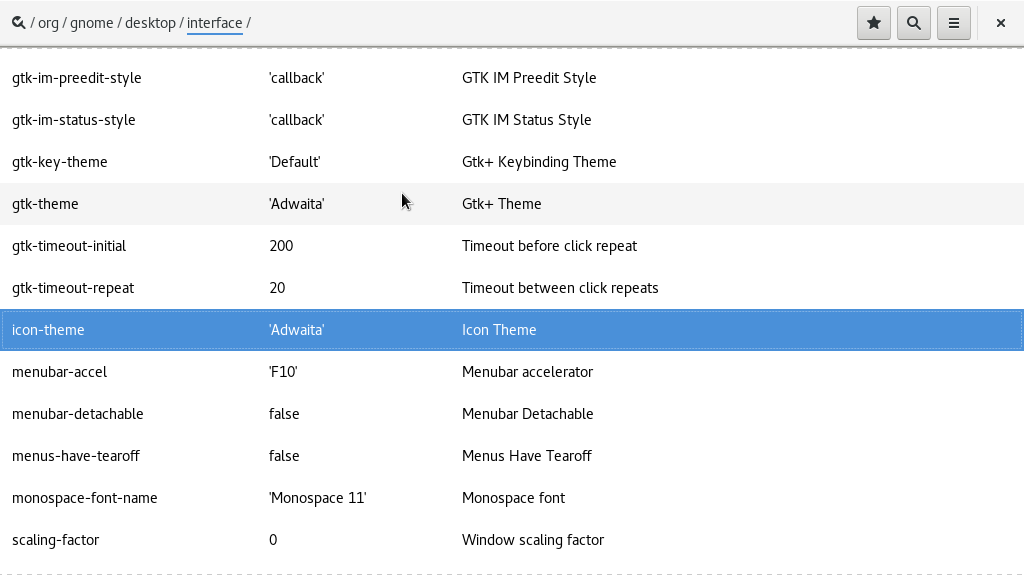 / org / gnome / desktop / interface /
gtk-im-preedit-style 'callback' GTK IM Preedit Style
gtk-im-status-style 'callback' GTK IM Status Style
gtk-key-theme 'Default' Gtk+ Keybinding Theme
gtk-theme 'Adwaita' Gtk+ Theme
gtk-timeout-initial 200 Timeout before click repeat
gtk-timeout-repeat 20 Timeout between click repeats
icon-theme 'Adwaita' Icon Theme
menubar-accel 'F10' Menubar accelerator
menubar-detachable false Menubar Detachable
menus-have-tearoff false Menus Have Tearoff
monospace-font-name 'Monospace 11' Monospace font
scaling-factor 0 Window scaling factor